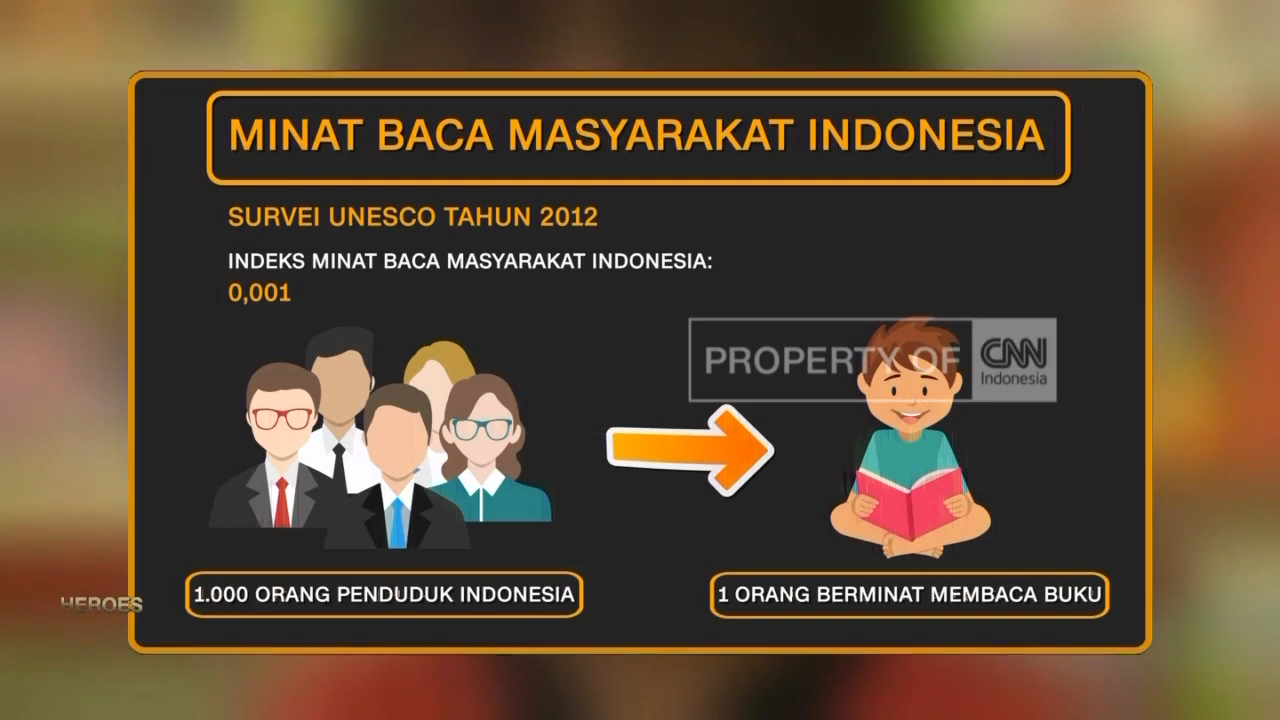 MINAT BACA MASYARAKAT INDONESIA
SURVEI UNESCO TAHUN 2012
INDEKS MINAT BACA MASYARAKAT INDONESIA:
0,001
PROPERTY OF CNN Indonesia
HEROES
1.000 ORANG PENDUDUK INDONESIA
1 ORANG BERMINAT MEMBACA BUKU